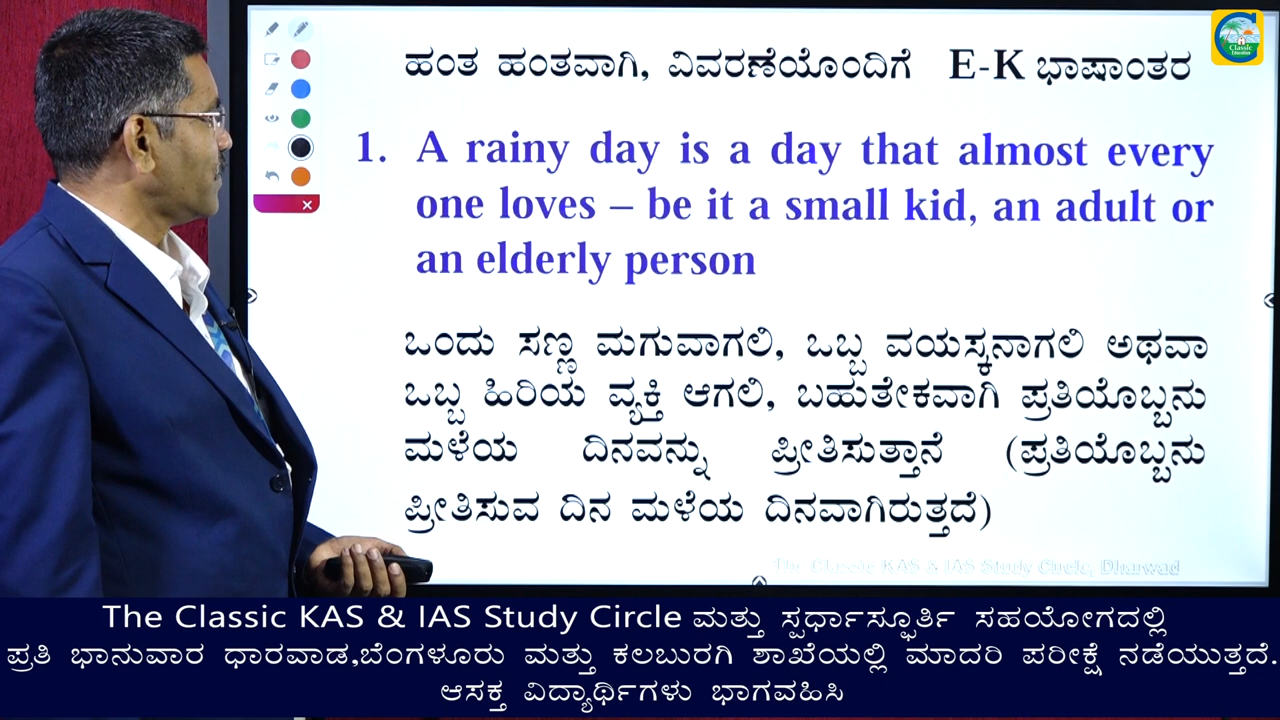 Classic
Education
ಹಂತ ಹಂತವಾಗಿ, ವಿವರಣೆಯೊಂದಿಗೆ E-K ಭಾಷಾಂತರ
1. A rainy day is a day that almost every
one loves – be it a small kid, an adult or
an elderly person
ಒಂದು ಸಣ್ಣ ಮಗುವಾಗಲಿ, ಒಬ್ಬ ವಯಸ್ಕನಾಗಲಿ ಅಥವಾ
ಒಬ್ಬ ಹಿರಿಯ ವ್ಯಕ್ತಿ ಆಗಲಿ, ಬಹುತೇಕವಾಗಿ ಪ್ರತಿಯೊಬ್ಬನು
ಮಳೆಯ ದಿನವನ್ನು ಪ್ರೀತಿಸುತ್ತಾನೆ (ಪ್ರತಿಯೊಬ್ಬನು
ಪ್ರೀತಿಸುವ ದಿನ ಮಳೆಯ ದಿನವಾಗಿರುತ್ತದೆ)
The Classic KAS & IAS Study Circle, Dharwad
The Classic KAS & IAS Study Circle ಮತ್ತು ಸ್ಪರ್ಧಾಸ್ಫೂರ್ತಿ ಸಹಯೋಗದಲ್ಲಿ
ಪ್ರತಿ ಭಾನುವಾರ ಧಾರವಾಡ,ಬೆಂಗಳೂರು ಮತ್ತು ಕಲಬುರಗಿ ಶಾಖೆಯಲ್ಲಿ ಮಾದರಿ ಪರೀಕ್ಷೆ ನಡೆಯುತ್ತದೆ.
ಆಸಕ್ತ ವಿದ್ಯಾರ್ಥಿಗಳು ಭಾಗವಹಿಸಿ